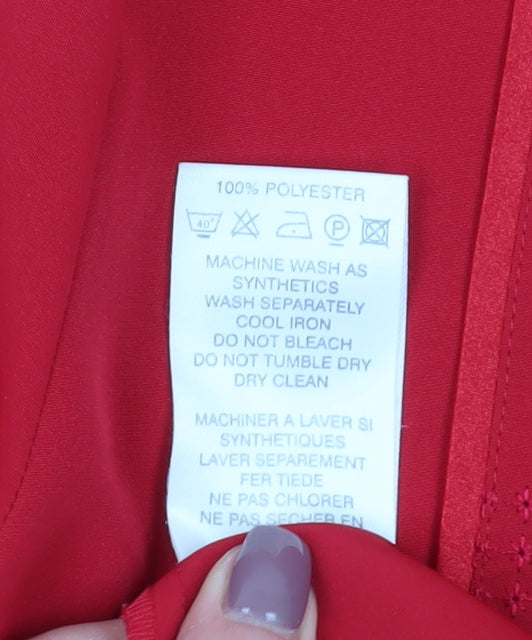 100% POLYESTER
40° P
MACHINE WASH AS
SYNTHETICS
WASH SEPARATELY
COOL IRON
DO NOT BLEACH
DO NOT TUMBLE DRY
DRY CLEAN
MACHINER A LAVER SI
SYNTHETIQUES
LAVER SEPAREMENT
FER TIEDE
NE PAS CHLORER
NE PAS SECHER EN